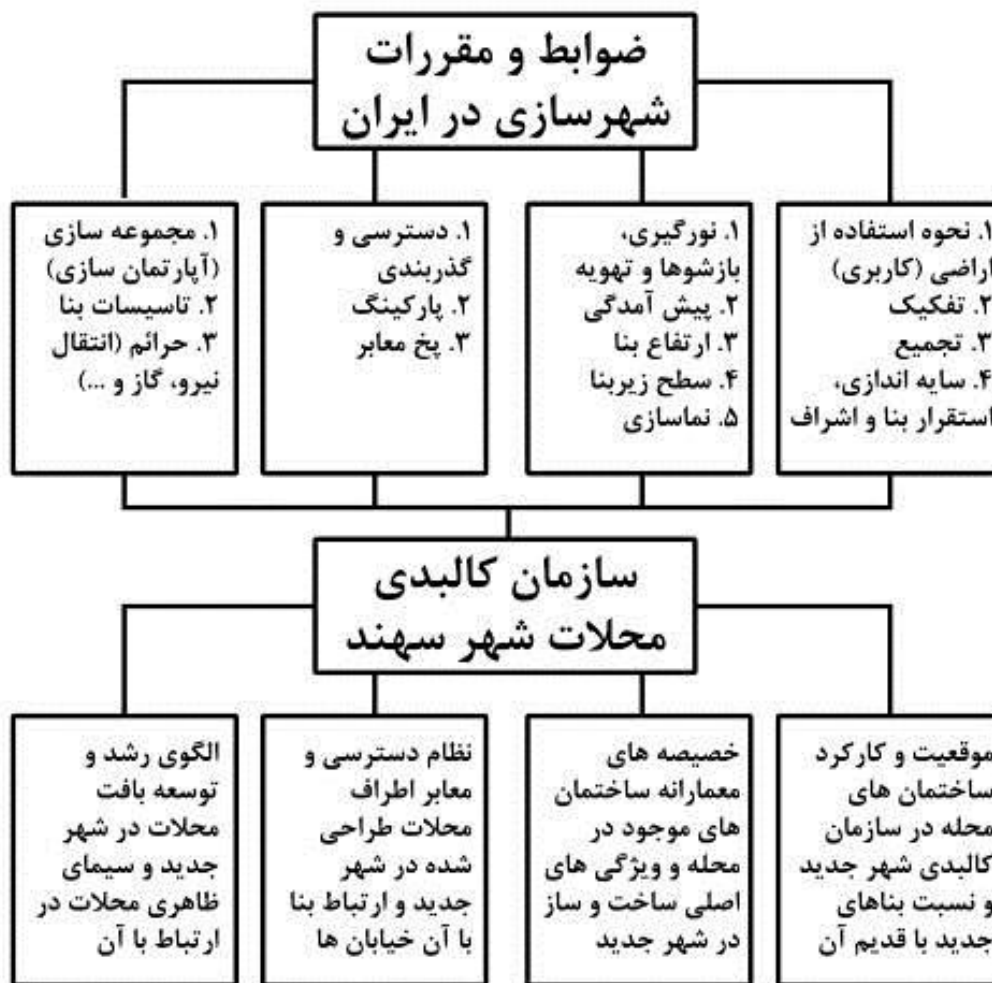 ضوابط و مقررات
شهرسازی در ایران
۱. نحوه استفاده از
اراضی (کاربری)
۲. تفکیک
۳. تجمیع
۴. سایه اندازی،
استقرار بنا و اشراف
۱. نورگیری،
بازشوها و تهویه
۲. پیش آمدگی
۳. ارتفاع بنا
۴. سطح زیربنا
۵. نماسازی
۱. دسترسی و
گذربندی
۲. پارکینگ
۳. پخ معابر
۱. مجموعه سازی
(آپارتمان سازی)
۲. تاسیسات بنا
۳. حرائم (انتقال
نیرو، گاز و ...)
سازمان کالبدی
محلات شهر سهند
موقعیت و کارکرد
ساختمان های
محله در سازمان
کالبدی شهر جدید
و نسبت بناهای
جدید با قدیم آن
خصیصه های
معمارانه ساختمان
های موجود در
محله و ویژگی های
اصلی ساخت و ساز
در شهر جدید
نظام دسترسی و
معابر اطراف
محلات طراحی
شده در شهر
جدید و ارتباط بنا
با آن خیابان ها
الگوی رشد و
توسعه بافت
محلات در شهر
جدید و سیمای
ظاهری محلات در
ارتباط با آن